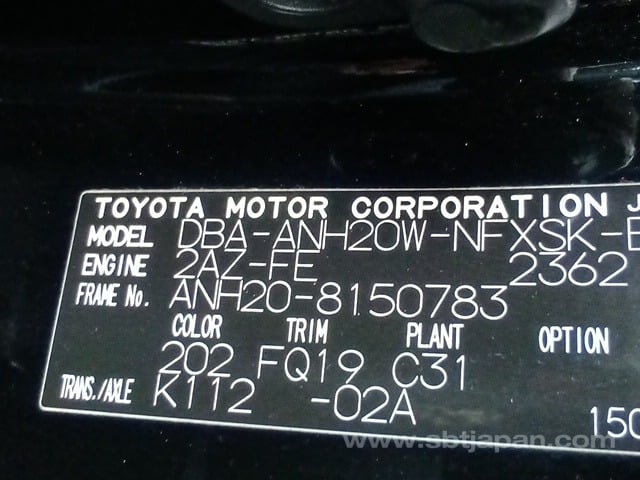 TOYOTA MOTOR CORPORATION J
MODEL DBA-ANH20W-NFXSK-
ENGINE 2AZ-FE 2362
FRAME No. ANH20-8150783
COLOR TRIM PLANT OPTION
202 FQ19 C31
TRANS./AXLE K112 -02A
150
www.sbtjapan.com